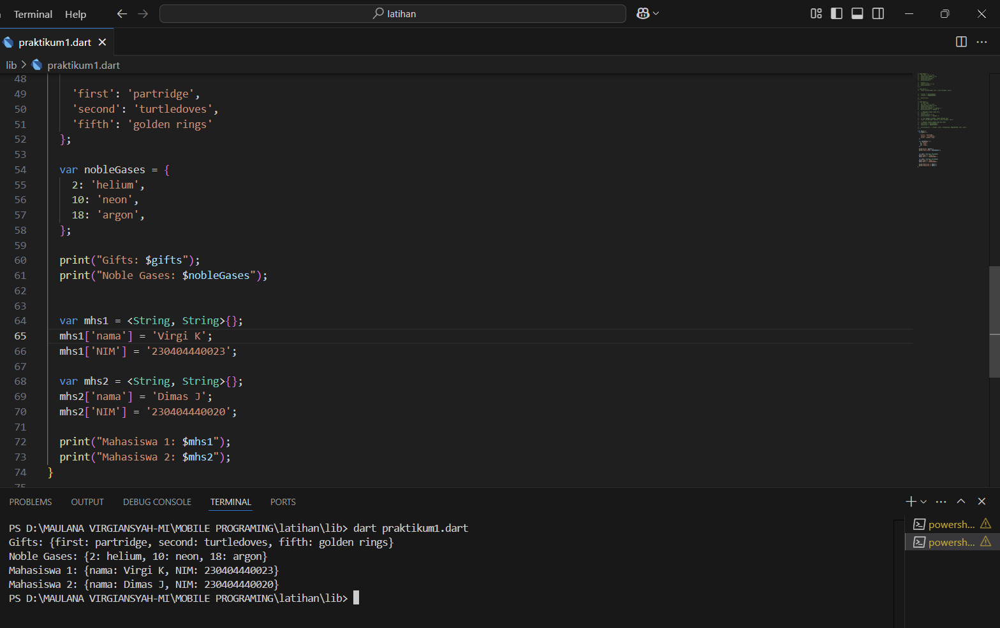 Terminal Help latihan
praktikum1.dart
lib > praktikum1.dart
48
49 'first': 'partridge',
50 'second': 'turtledoves',
51 'fifth': 'golden rings'
52 };
53
54 var nobleGases = {
55 2: 'helium',
56 10: 'neon',
57 18: 'argon',
58 };
59
60 print("Gifts: $gifts");
61 print("Noble Gases: $nobleGases");
62
63
64 var mhs1 = <String, String>{};
65 mhs1['nama'] = 'Virgi K';
66 mhs1['NIM'] = '230404440023';
67
68 var mhs2 = <String, String>{};
69 mhs2['nama'] = 'Dimas J';
70 mhs2['NIM'] = '230404440020';
71
72 print("Mahasiswa 1: $mhs1");
73 print("Mahasiswa 2: $mhs2");
74 }
75
PROBLEMS OUTPUT DEBUG CONSOLE TERMINAL PORTS
PS D:\MAULANA VIRGIANSYAH-MI\MOBILE PROGRAMING\latihan\lib> dart praktikum1.dart
Gifts: {first: partridge, second: turtledoves, fifth: golden rings}
Noble Gases: {2: helium, 10: neon, 18: argon}
Mahasiswa 1: {nama: Virgi K, NIM: 230404440023}
Mahasiswa 2: {nama: Dimas J, NIM: 230404440020}
PS D:\MAULANA VIRGIANSYAH-MI\MOBILE PROGRAMING\latihan\lib>
powersh...
powersh...